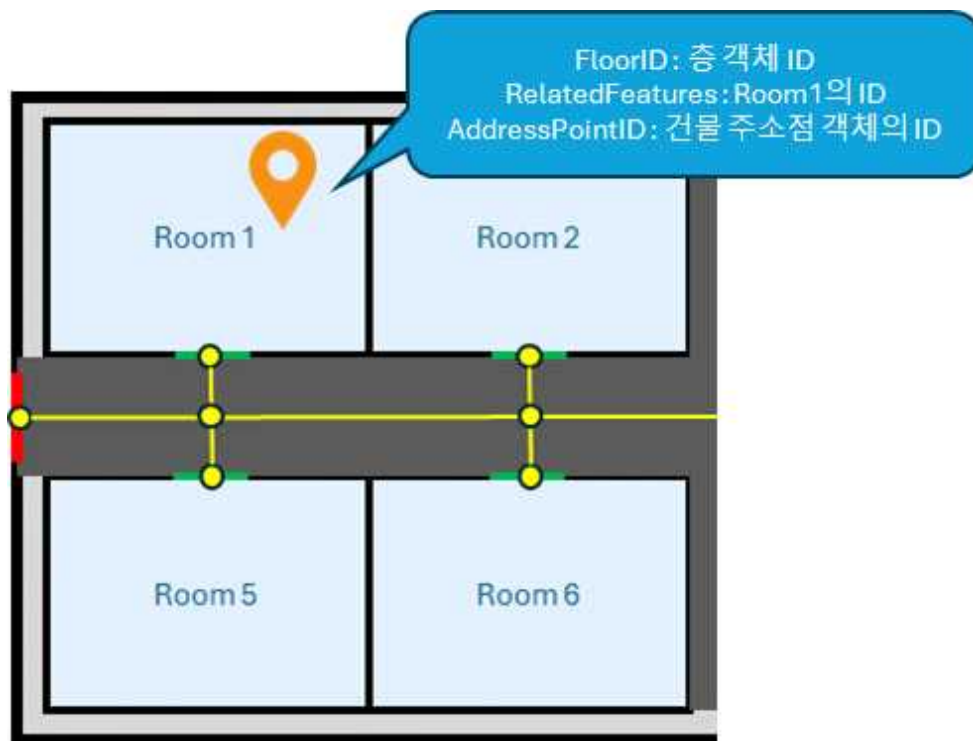 FloorID: 층 객체 ID
RelatedFeatures: Room1의 ID
AddressPointID: 건물 주소점 객체의 ID
Room 1
Room 2
Room 5
Room 6